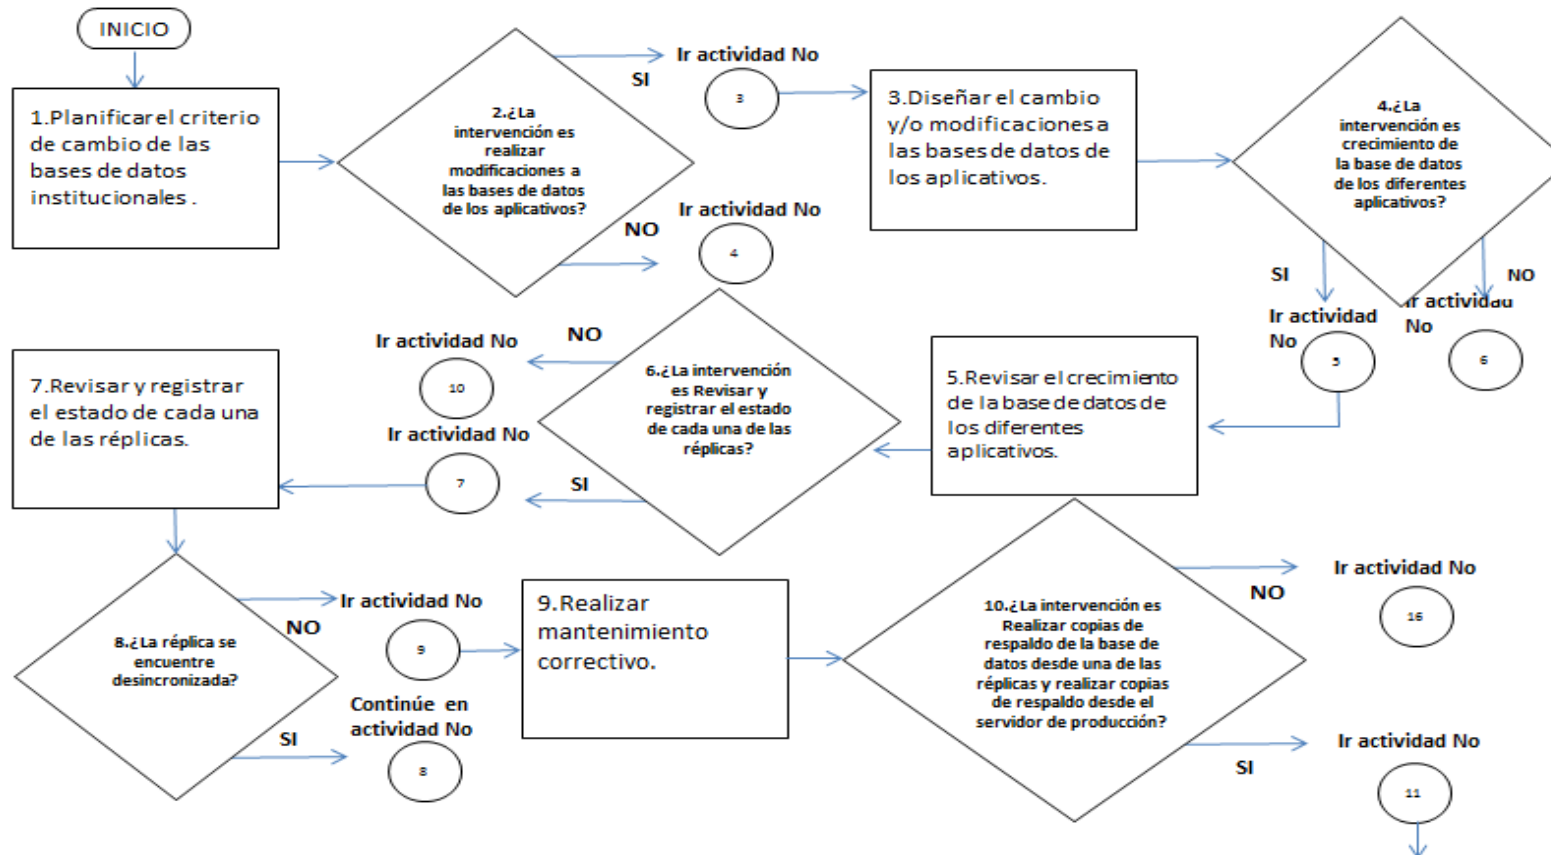 INICIO
1.Planificar el criterio
de cambio de las
bases de datos
institucionales .
2.¿La
intervención es
realizar
modificaciones a
las bases de datos
de los aplicativos?
SI
Ir actividad No
3
NO
Ir actividad No
4
3.Diseñar el cambio
y/o modificaciones a
las bases de datos de
los aplicativos.
4.¿La
intervención es
crecimiento de
la base de datos
de los diferentes
aplicativos?
SI
Ir actividad
No
5
NO
Ir actividad
No
6
5.Revisar el crecimiento
de la base de datos de
los diferentes
aplicativos.
6.¿La intervención
es Revisar y
registrar el estado
de cada una de las
réplicas?
NO
Ir actividad No
10
SI
Ir actividad No
7
7.Revisar y registrar
el estado de cada una
de las réplicas.
8.¿La réplica se
encuentre
desincronizada?
NO
Ir actividad No
9
SI
Continúe en
actividad No
8
9.Realizar
mantenimiento
correctivo.
10.¿La intervención es
Realizar copias de
respaldo de la base de
datos desde una de las
réplicas y realizar copias
de respaldo desde el
servidor de producción?
NO
Ir actividad No
16
SI
Ir actividad No
11